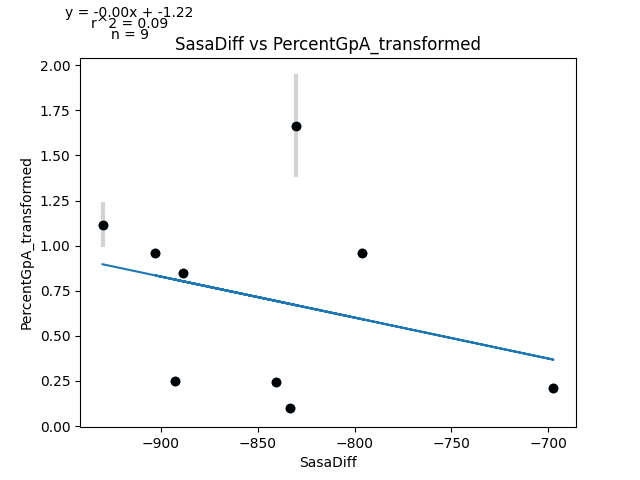 y = -0.00x + -1.22
r^2 = 0.09
n = 9
SasaDiff vs PercentGpA_transformed
2.00
1.75
1.50
1.25
1.00
0.75
0.50
0.25
0.00
PercentGpA_transformed
−900
−850
−800
−750
−700
SasaDiff